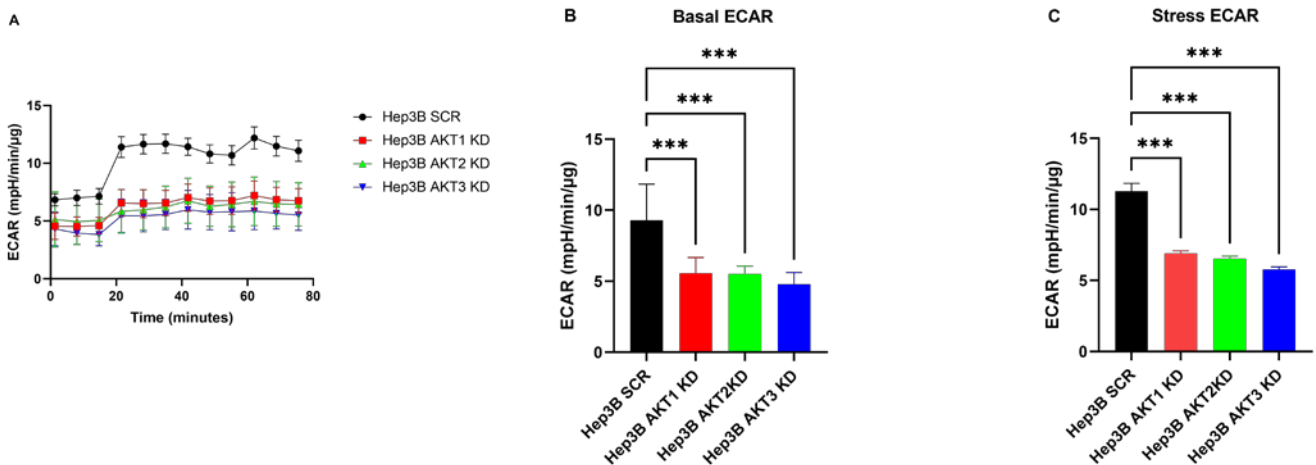 A
ECAR (mpH/min/µg)
15
10
5
0
0 20 40 60 80
Time (minutes)
Hep3B SCR
Hep3B AKT1 KD
Hep3B AKT2 KD
Hep3B AKT3 KD
B
Basal ECAR
***
***
***
ECAR (mpH/min/µg)
15
10
5
0
Hep3B SCR
Hep3B AKT1 KD
Hep3B AKT2KD
Hep3B AKT3 KD
C
Stress ECAR
***
***
***
ECAR (mpH/min/µg)
15
10
5
0
Hep3B SCR
Hep3B AKT1 KD
Hep3B AKT2KD
Hep3B AKT3 KD